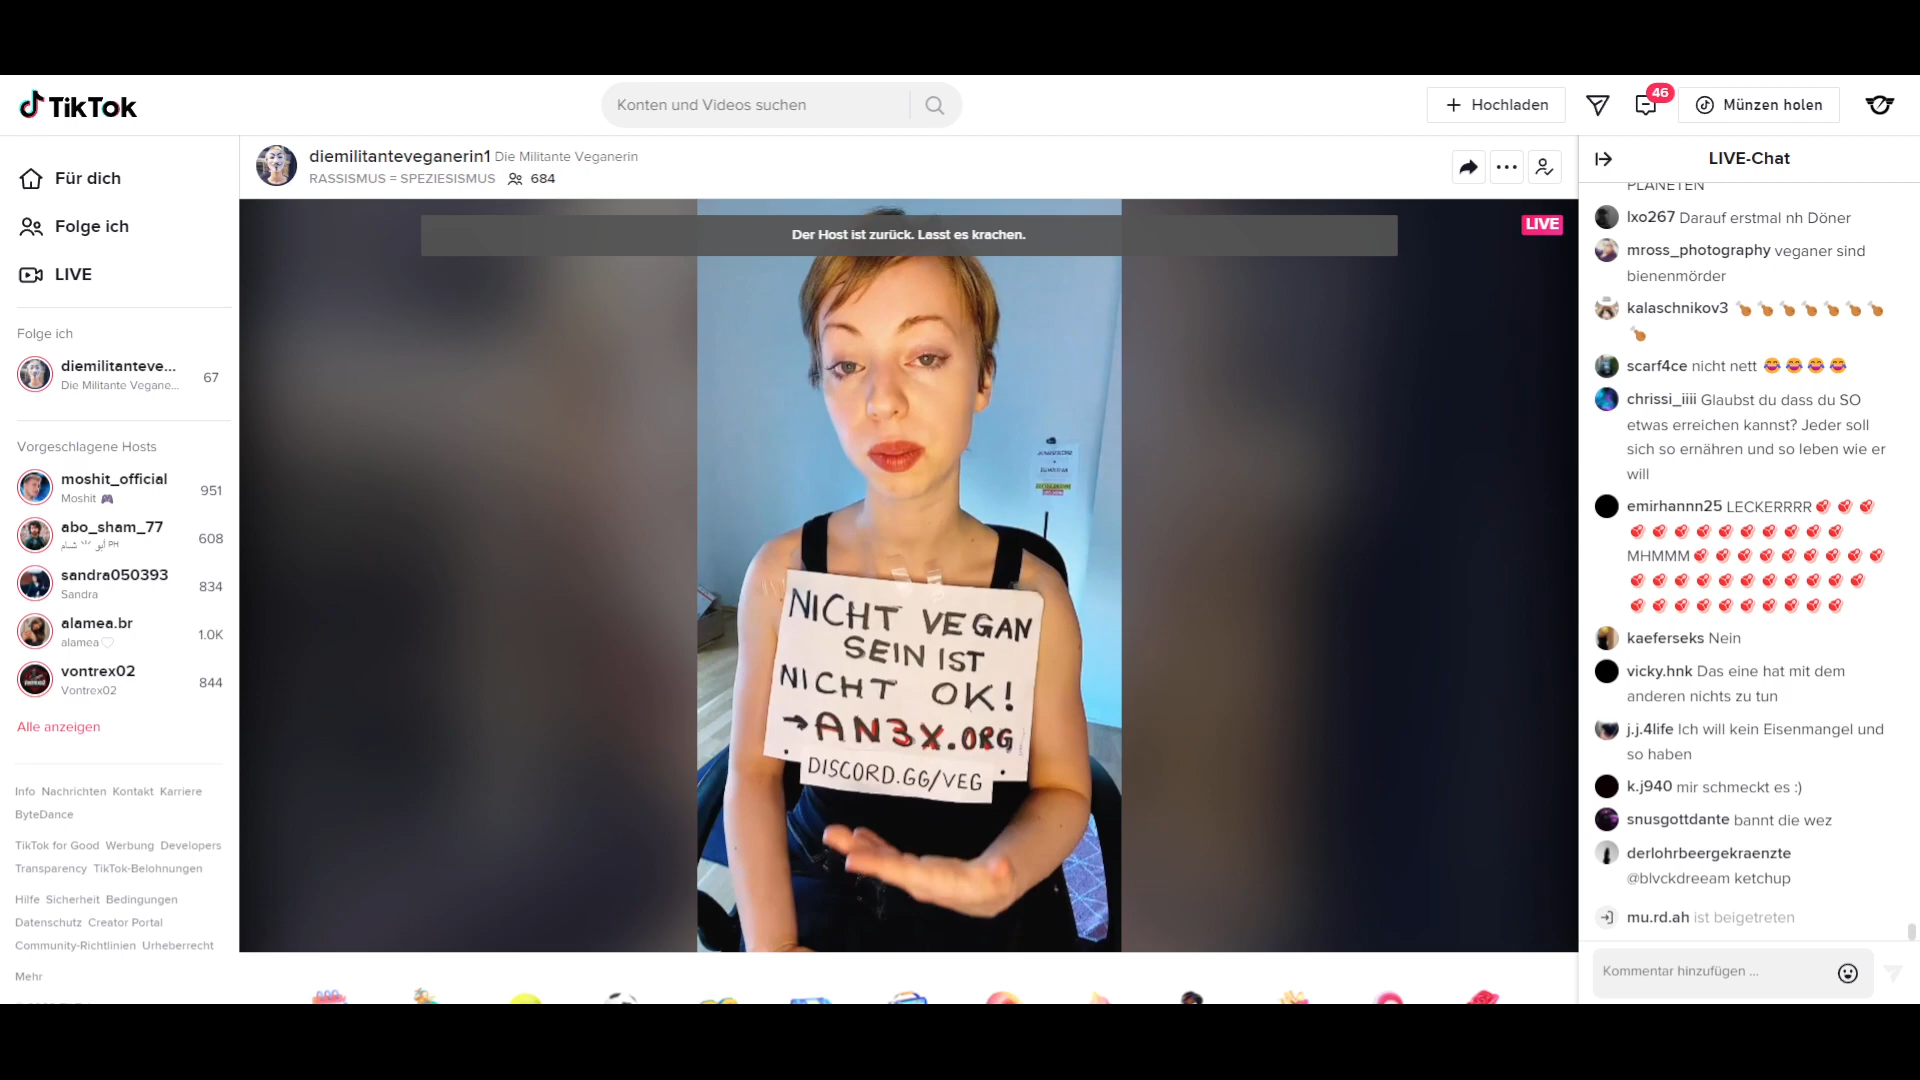 TikTok
Konten und Videos suchen
Hochladen
46
Münzen holen
Für dich
Folge ich
LIVE
Folge ich
diemilitanteve...
Die Militante Vegane...
67
Vorgeschlagene Hosts
moshit_official
Moshit 🎮
951
abo_sham_77
608
sandra050393
Sandra
834
alamea.br
alamea♡
1.0K
vontrex02
Vontrex02
844
Alle anzeigen
Info Nachrichten Kontakt Karriere
ByteDance
TikTok for Good Werbung Developers
Transparency TikTok-Belohnungen
Hilfe Sicherheit Bedingungen
Datenschutz Creator Portal
Community-Richtlinien Urheberrecht
Mehr
diemilitanteveganerin1 Die Militante Veganerin
RASSISMUS = SPEZIESISMUS 684
Der Host ist zurück. Lasst es krachen.
LIVE
NICHT VEGAN
SEIN IST
NICHT OK!
→AN3X.ORG
DISCORD.GG/VEG
LIVE-Chat
PLANETEN
lxo267 Darauf erstmal nh Döner
mross_photography veganer sind
bienenmörder
kalaschnikov3 🍗🍗🍗🍗🍗🍗🍗
🍗
scarf4ce nicht nett 😂😂😂😂
chrissi_iiii Glaubst du dass du SO
etwas erreichen kannst? Jeder soll
sich so ernähren und so leben wie er
will
emirhannn25 LECKERRRR🥩🥩🥩
🥩🥩🥩🥩🥩🥩🥩🥩🥩🥩
MHMMM🥩🥩🥩🥩🥩🥩🥩🥩🥩
🥩🥩🥩🥩🥩🥩🥩🥩🥩🥩🥩
🥩🥩🥩🥩🥩🥩🥩🥩🥩🥩
kaeferseks Nein
vicky.hnk Das eine hat mit dem
anderen nichts zu tun
j.j.4life Ich will kein Eisenmangel und
so haben
k.j940 mir schmeckt es :)
snusgottdante bannt die wez
derlohrbeergekraenzte
@blvckdreeam ketchup
mu.rd.ah ist beigetreten
Kommentar hinzufügen ...